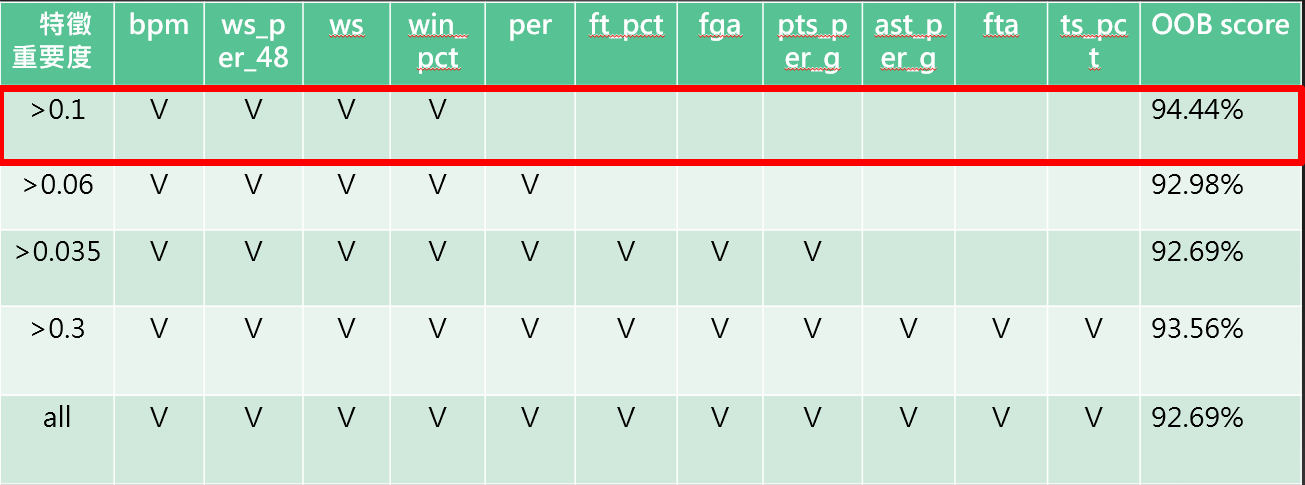 特徵重要度 bpm ws_per_48 ws win_pct per ft_pct fga pts_per_g ast_per_g fta ts_pct OOB score
>0.1 V V V V 94.44%
>0.06 V V V V V 92.98%
>0.035 V V V V V V V V 92.69%
>0.3 V V V V V V V V V V V 93.56%
all V V V V V V V V V V V 92.69%